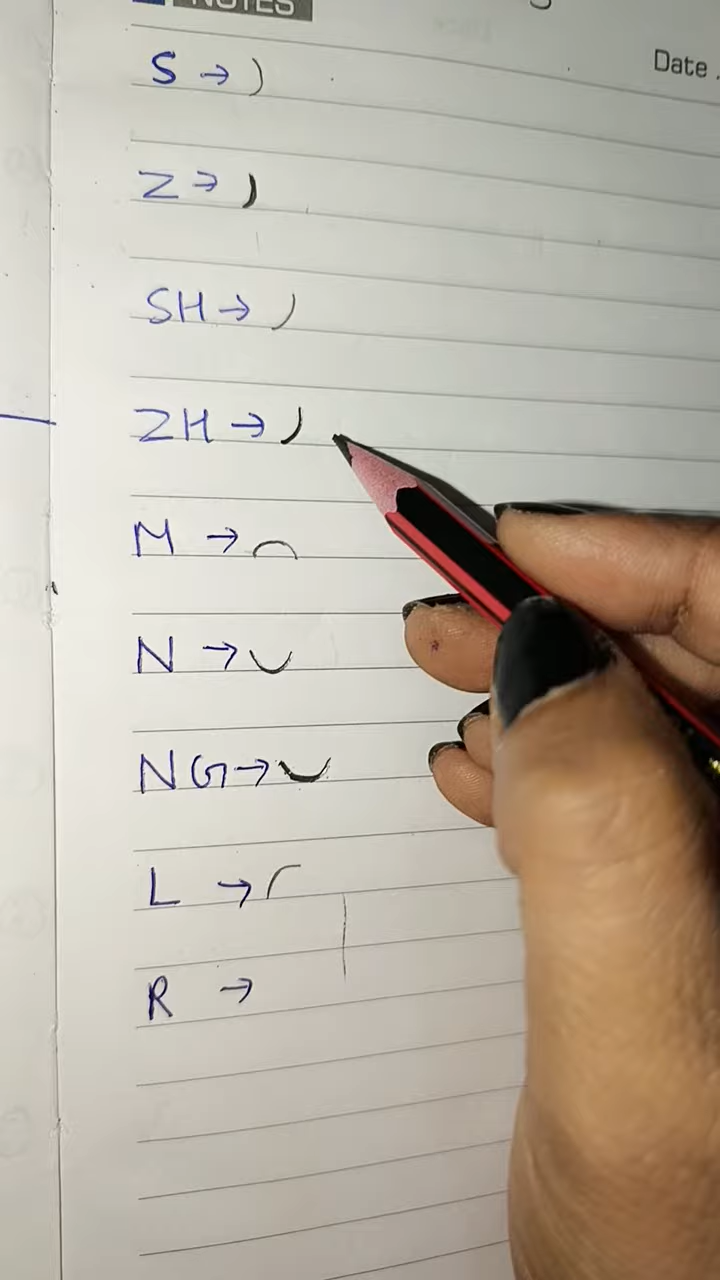 NOTES
Date
S → )
Z → )
SH → )
ZH → )
M → ⌒
N → ⌣
NG → ⌣
L → ⌒
R →